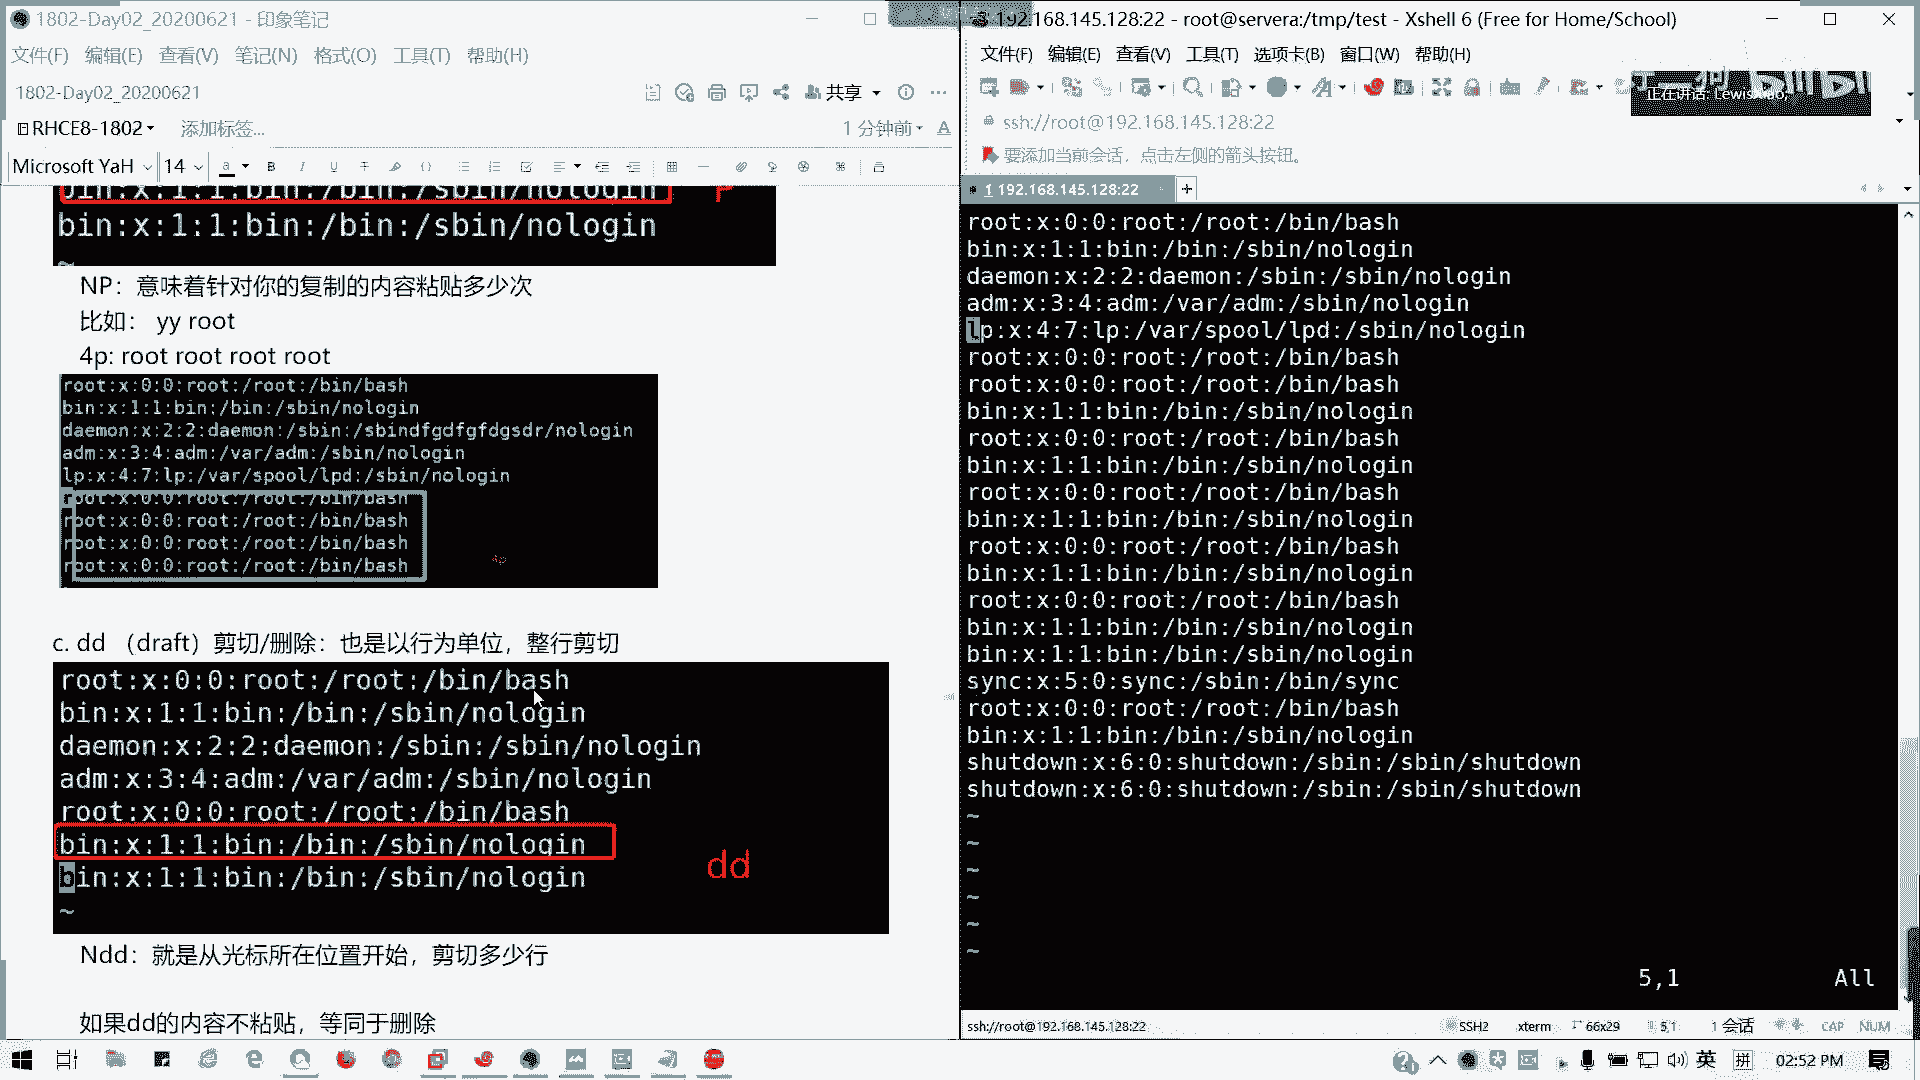 1802-Day02_20200621 - 印象笔记
文件(F) 编辑(E) 查看(V) 笔记(N) 格式(O) 工具(T) 帮助(H)
1802-Day02_20200621
共享
RHCE8-1802
添加标签...
1 分钟前
Microsoft YaH
14
bin:x:1:1:bin:/bin:/sbin/nologin
bin:x:1:1:bin:/bin:/sbin/nologin
~
NP：意味着针对你的复制的内容粘贴多少次
比如： yy root
4p: root root root root
root:x:0:0:root:/root:/bin/bash
bin:x:1:1:bin:/bin:/sbin/nologin
daemon:x:2:2:daemon:/sbin:/sbindfgdfgfdgsdr/nologin
adm:x:3:4:adm:/var/adm:/sbin/nologin
lp:x:4:7:lp:/var/spool/lpd:/sbin/nologin
root:x:0:0:root:/root:/bin/bash
root:x:0:0:root:/root:/bin/bash
root:x:0:0:root:/root:/bin/bash
root:x:0:0:root:/root:/bin/bash
c. dd （draft）剪切/删除：也是以行为单位，整行剪切
root:x:0:0:root:/root:/bin/bash
bin:x:1:1:bin:/bin:/sbin/nologin
daemon:x:2:2:daemon:/sbin:/sbin/nologin
adm:x:3:4:adm:/var/adm:/sbin/nologin
root:x:0:0:root:/root:/bin/bash
bin:x:1:1:bin:/bin:/sbin/nologin
dd
bin:x:1:1:bin:/bin:/sbin/nologin
~
Ndd：就是从光标所在位置开始，剪切多少行
如果dd的内容不粘贴，等同于删除
192.168.145.128:22 - root@servera:/tmp/test - Xshell 6 (Free for Home/School)
文件(F) 编辑(E) 查看(V) 工具(T) 选项卡(B) 窗口(W) 帮助(H)
ssh://root@192.168.145.128:22
要添加当前会话，点击左侧的箭头按钮。
1 192.168.145.128:22
root:x:0:0:root:/root:/bin/bash
bin:x:1:1:bin:/bin:/sbin/nologin
daemon:x:2:2:daemon:/sbin:/sbin/nologin
adm:x:3:4:adm:/var/adm:/sbin/nologin
lp:x:4:7:lp:/var/spool/lpd:/sbin/nologin
root:x:0:0:root:/root:/bin/bash
root:x:0:0:root:/root:/bin/bash
bin:x:1:1:bin:/bin:/sbin/nologin
root:x:0:0:root:/root:/bin/bash
bin:x:1:1:bin:/bin:/sbin/nologin
root:x:0:0:root:/root:/bin/bash
bin:x:1:1:bin:/bin:/sbin/nologin
root:x:0:0:root:/root:/bin/bash
bin:x:1:1:bin:/bin:/sbin/nologin
root:x:0:0:root:/root:/bin/bash
bin:x:1:1:bin:/bin:/sbin/nologin
bin:x:1:1:bin:/bin:/sbin/nologin
sync:x:5:0:sync:/sbin:/bin/sync
root:x:0:0:root:/root:/bin/bash
bin:x:1:1:bin:/bin:/sbin/nologin
shutdown:x:6:0:shutdown:/sbin:/sbin/shutdown
shutdown:x:6:0:shutdown:/sbin:/sbin/shutdown
~
~
~
~
~
~
5,1 All
ssh://root@192.168.145.128:22 SSH2 xterm 66x29 5,1 1 会话 CAP NUM
英 拼 02:52 PM